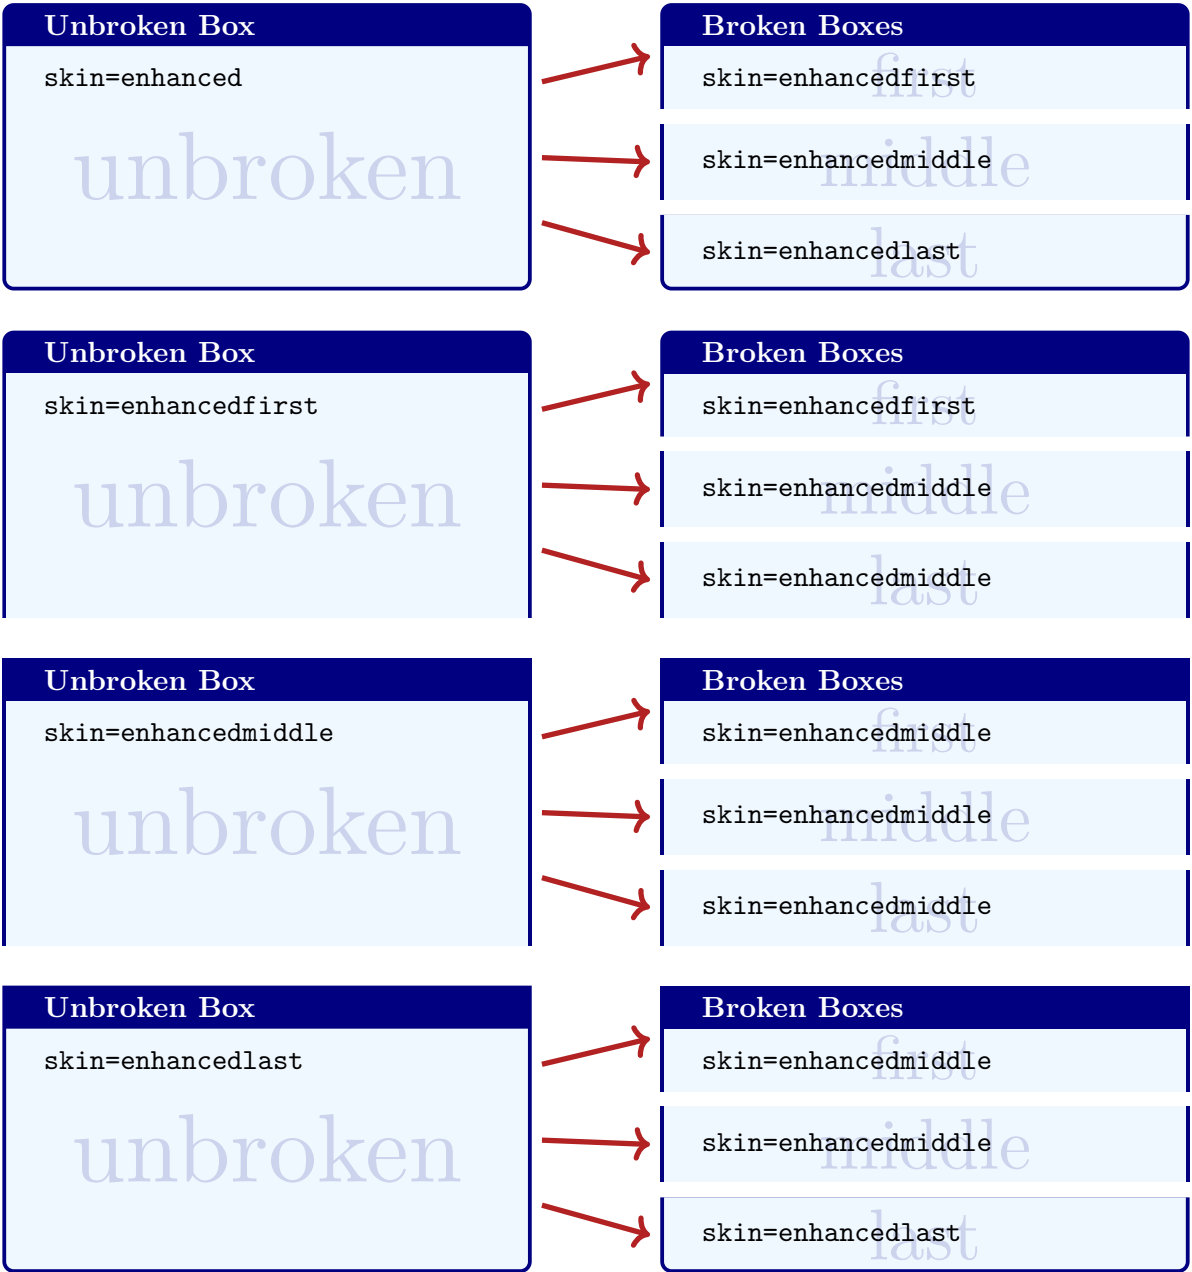 Unbroken Box
skin=enhanced
unbroken
Broken Boxes
skin=enhancedfirst
first
skin=enhancedmiddle
middle
skin=enhancedlast
last
Unbroken Box
skin=enhancedfirst
unbroken
Broken Boxes
skin=enhancedfirst
first
skin=enhancedmiddle
middle
skin=enhancedmiddle
last
Unbroken Box
skin=enhancedmiddle
unbroken
Broken Boxes
skin=enhancedmiddle
first
skin=enhancedmiddle
middle
skin=enhancedmiddle
last
Unbroken Box
skin=enhancedlast
unbroken
Broken Boxes
skin=enhancedmiddle
first
skin=enhancedmiddle
middle
skin=enhancedlast
last